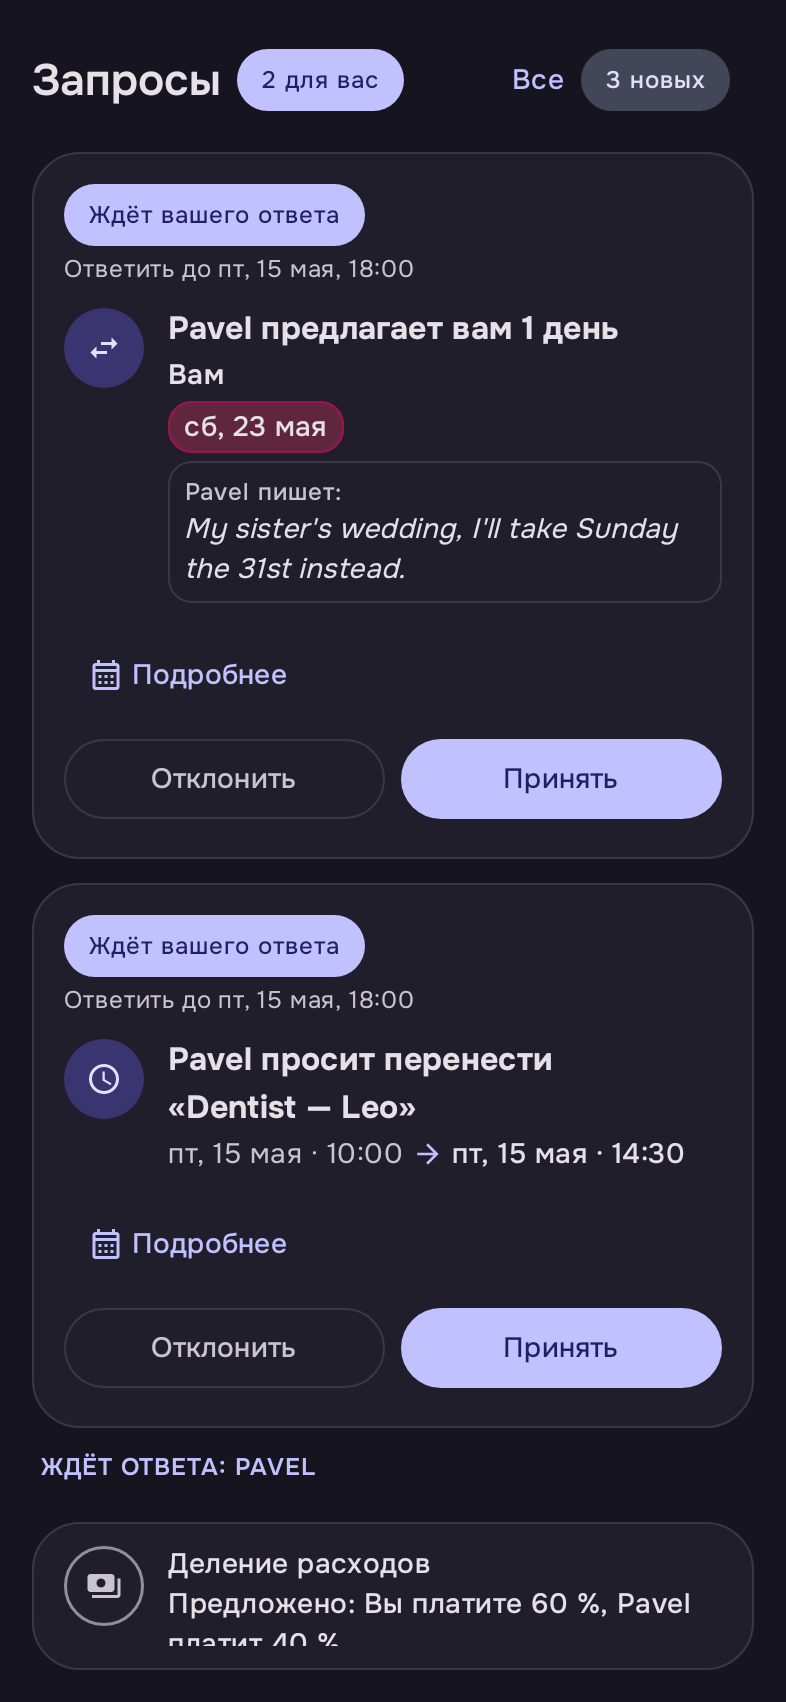 Запросы
2 для вас
Все
3 новых
Ждёт вашего ответа
Ответить до пт, 15 мая, 18:00
Pavel предлагает вам 1 день
Вам
сб, 23 мая
Pavel пишет:
My sister's wedding, I'll take Sunday
the 31st instead.
Подробнее
Отклонить
Принять
Ждёт вашего ответа
Ответить до пт, 15 мая, 18:00
Pavel просит перенести
«Dentist — Leo»
пт, 15 мая · 10:00 → пт, 15 мая · 14:30
Подробнее
Отклонить
Принять
ЖДЁТ ОТВЕТА: PAVEL
Деление расходов
Предложено: Вы платите 60 %, Pavel
платит 40 %